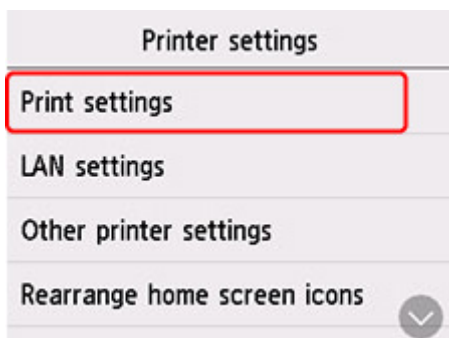 Printer settings
Print settings
LAN settings
Other printer settings
Rearrange home screen icons